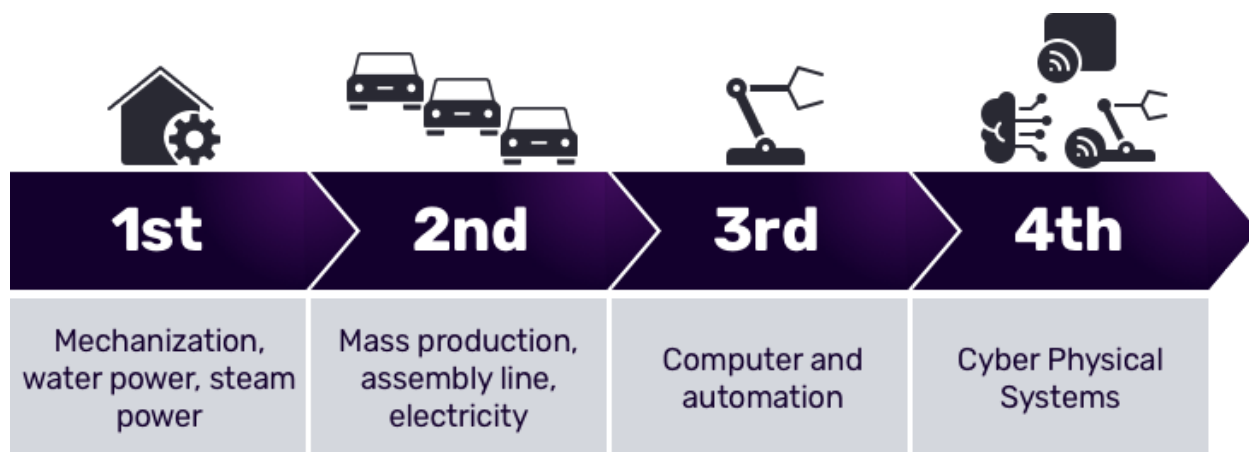 1st
2nd
3rd
4th
Mechanization,
water power, steam
power
Mass production,
assembly line,
electricity
Computer and
automation
Cyber Physical
Systems